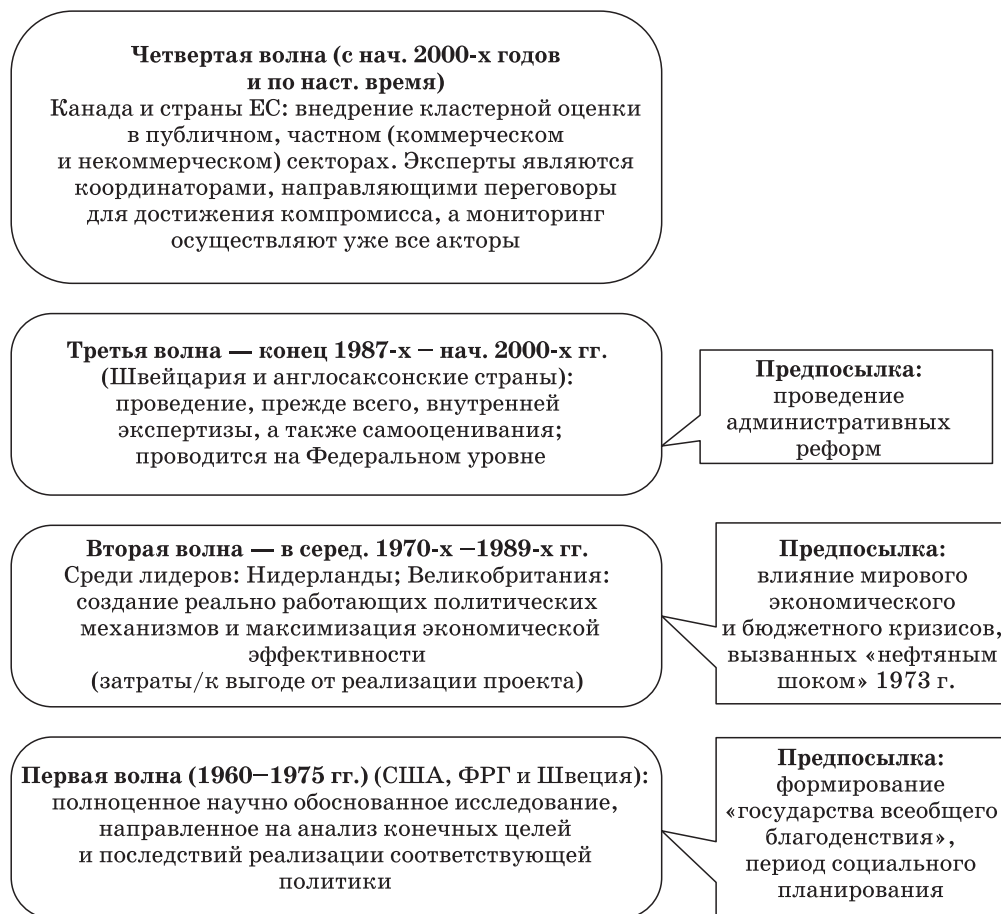 Четвертая волна (с нач. 2000-х годов
и по наст. время)
Канада и страны ЕС: внедрение кластерной оценки
в публичном, частном (коммерческом
и некоммерческом) секторах. Эксперты являются
координаторами, направляющими переговоры
для достижения компромисса, а мониторинг
осуществляют уже все акторы
Третья волна — конец 1987-х – нач. 2000-х гг.
(Швейцария и англосаксонские страны):
проведение, прежде всего, внутренней
экспертизы, а также самооценивания;
проводится на Федеральном уровне
Предпосылка:
проведение
административных
реформ
Вторая волна — в серед. 1970-х –1989-х гг.
Среди лидеров: Нидерланды; Великобритания:
создание реально работающих политических
механизмов и максимизация экономической
эффективности
(затраты/к выгоде от реализации проекта)
Предпосылка:
влияние мирового
экономического
и бюджетного кризисов,
вызванных «нефтяным
шоком» 1973 г.
Первая волна (1960–1975 гг.) (США, ФРГ и Швеция):
полноценное научно обоснованное исследование,
направленное на анализ конечных целей
и последствий реализации соответствующей
политики
Предпосылка:
формирование
«государства всеобщего
благоденствия»,
период социального
планирования